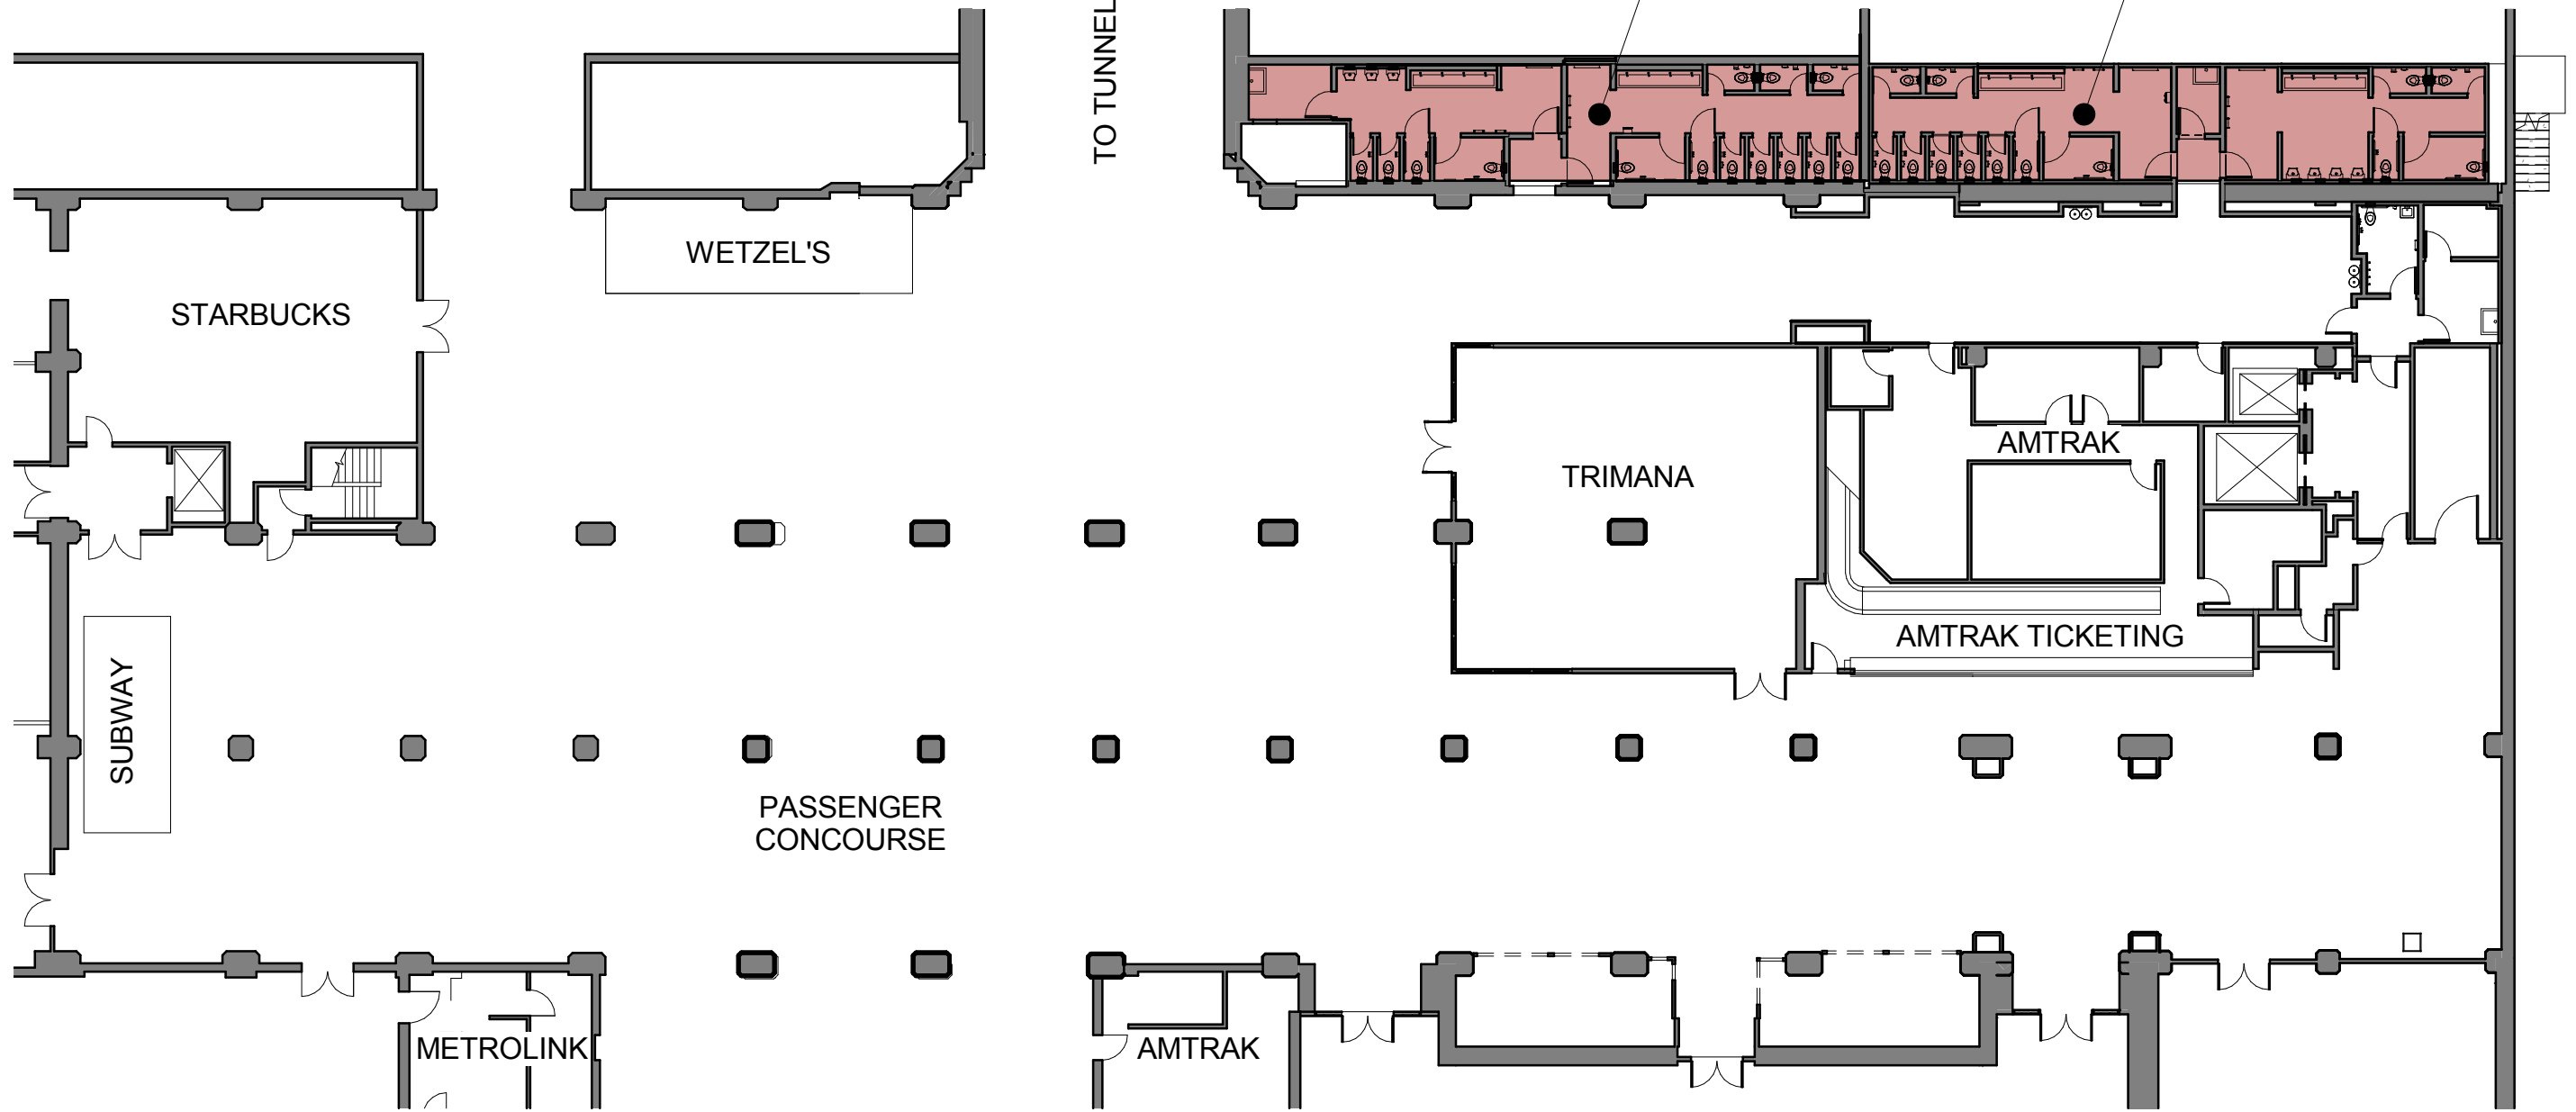 TO TUNNEL
WETZEL'S
STARBUCKS
AMTRAK
TRIMANA
AMTRAK TICKETING
SUBWAY
PASSENGER
CONCOURSE
METROLINK
AMTRAK